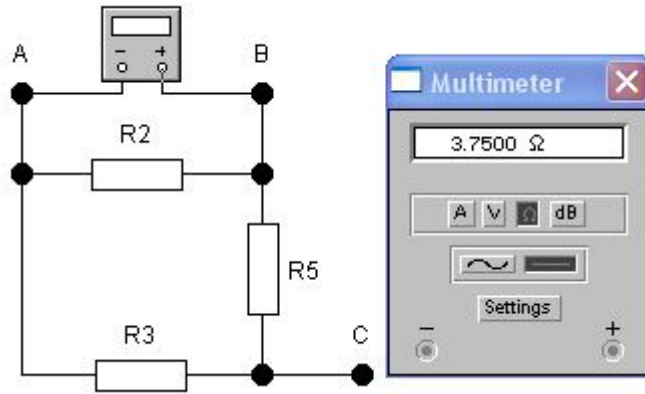 A
B
- +
R2
R5
R3
C
Multimeter
3.7500 Ω
A V Ω dB
Settings
- +